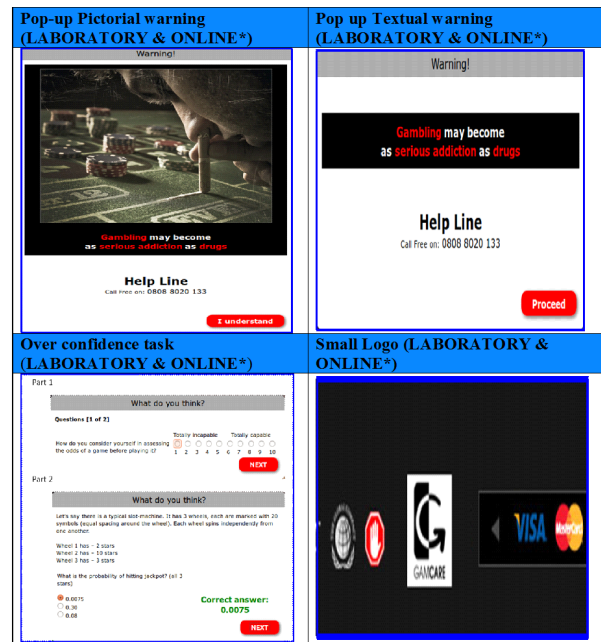 Pop-up Pictorial warning
(LABORATORY & ONLINE*)
Warning!
Gambling may become
as serious addiction as drugs
Help Line
Call Free on: 0808 8020 133
I understand
Pop up Textual warning
(LABORATORY & ONLINE*)
Warning!
Gambling may become
as serious addiction as drugs
Help Line
Call Free on: 0808 8020 133
Proceed
Over confidence task
(LABORATORY & ONLINE*)
Part 1
What do you think?
Questions [1 of 2]
Totally incapable Totally capable
How do you consider yourself in assessing
the odds of a game before playing it?
1 2 3 4 5 6 7 8 9 10
NEXT
Part 2
What do you think?
Let's say there is a typical slot-machine. It has 3 wheels, each are marked with 20
symbols (equal spacing around the wheel). Each wheel spins independently from
one another.
Wheel 1 has - 2 stars
Wheel 2 has - 10 stars
Wheel 3 has - 3 stars
What is the probability of hitting jackpot? (all 3
stars)
0.0075
0.30
0.08
Correct answer:
0.0075
NEXT
Small Logo (LABORATORY &
ONLINE*)
G
GAMCARE
VISA
MasterCard